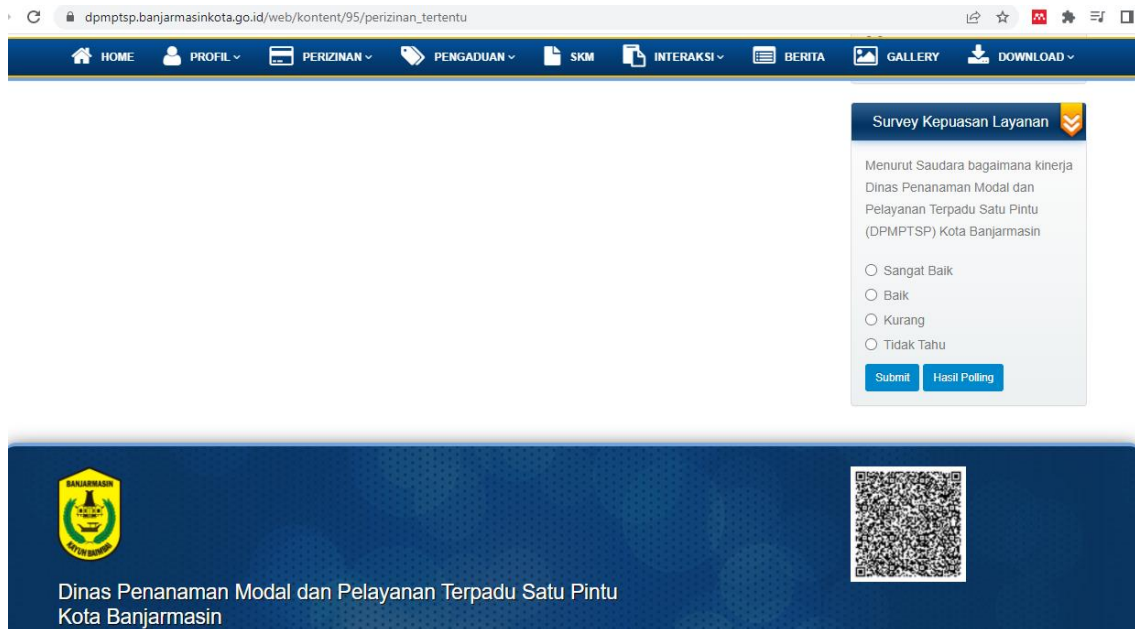 dpmptsp.banjarmasinkota.go.id/web/kontent/95/perizinan_tertentu
HOME PROFIL PERIZINAN PENGADUAN SKM INTERAKSI BERITA GALLERY DOWNLOAD
Survey Kepuasan Layanan
Menurut Saudara bagaimana kinerja
Dinas Penanaman Modal dan
Pelayanan Terpadu Satu Pintu
(DPMPTSP) Kota Banjarmasin
Sangat Baik
Baik
Kurang
Tidak Tahu
Submit Hasil Polling
BANJARMASIN
KAYUH BAIMBAI
Dinas Penanaman Modal dan Pelayanan Terpadu Satu Pintu
Kota Banjarmasin